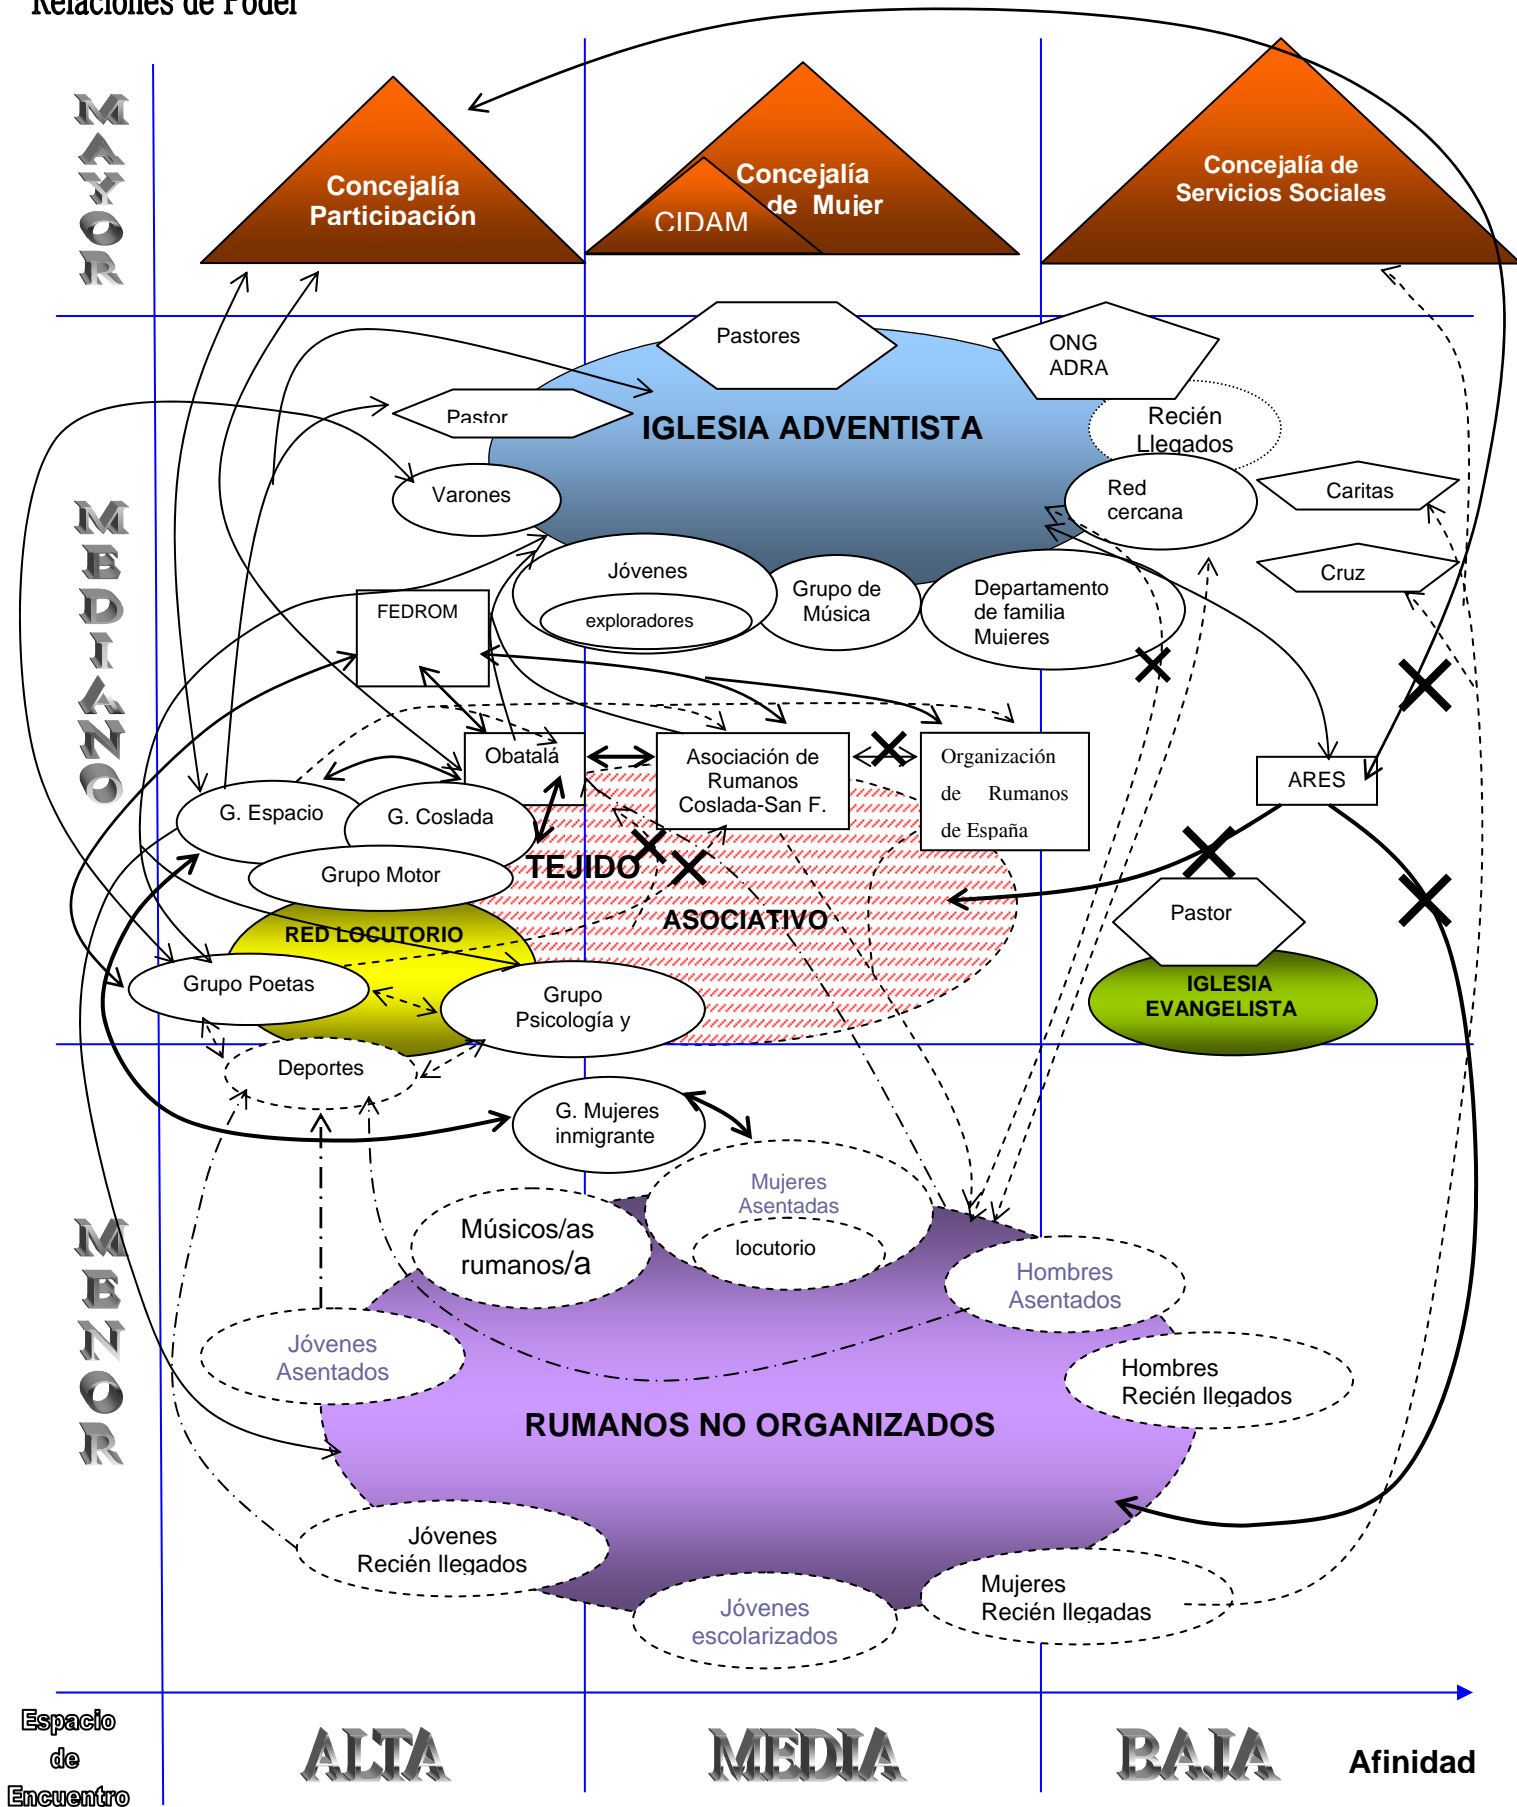 Relaciones de Poder
MAYOR
Concejalía
Participación
Concejalía
de Mujer
CIDAM
Concejalía de
Servicios Sociales
MEDIANO
Pastores
ONG
ADRA
Pastor
IGLESIA ADVENTISTA
Recién
Llegados
Varones
Red
cercana
Caritas
Cruz
Jóvenes
exploradores
Grupo de
Música
Departamento
de familia
Mujeres
FEDROM
Obatalá
Asociación de
Rumanos
Coslada-San F.
Organización
de Rumanos
de España
ARES
G. Espacio
G. Coslada
Grupo Motor
TEJIDO
ASOCIATIVO
RED LOCUTORIO
Pastor
Grupo Poetas
Grupo
Psicología y
IGLESIA
EVANGELISTA
Deportes
MENOR
G. Mujeres
inmigrante
Mujeres
Asentadas
locutorio
Músicos/as
rumanos/a
Hombres
Asentados
Jóvenes
Asentados
Hombres
Recién llegados
RUMANOS NO ORGANIZADOS
Jóvenes
Recién llegados
Mujeres
Recién llegadas
Jóvenes
escolarizados
Espacio
de
Encuentro
ALTA
MEDIA
BAJA
Afinidad